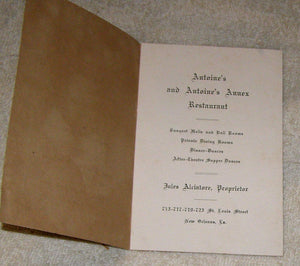 Antoine's
and Antoine's Annex
Restaurant
Banquet Halls and Ball Rooms
Private Dining Rooms
Dinner-Dances
After-Theatre Supper Dances
Jules Alciatore, Proprietor
713-717-719-723 St. Louis Street
New Orleans, La.